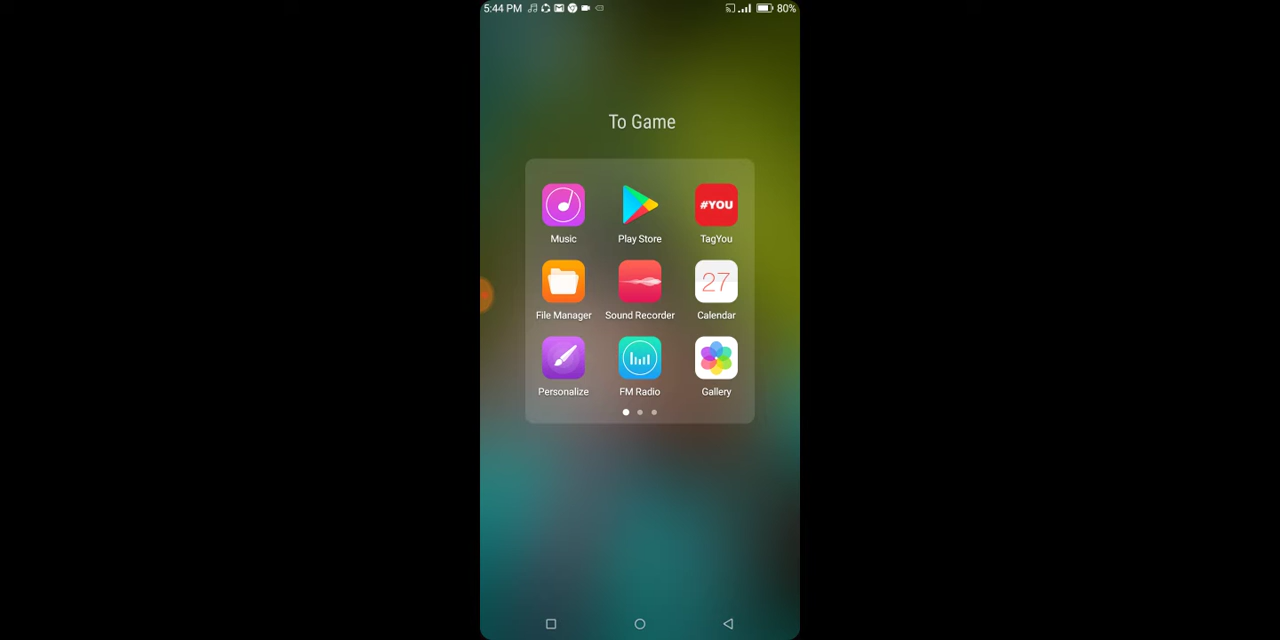 5:44 PM 80%
To Game
#YOU
Music Play Store TagYou
27
File Manager Sound Recorder Calendar
Personalize FM Radio Gallery